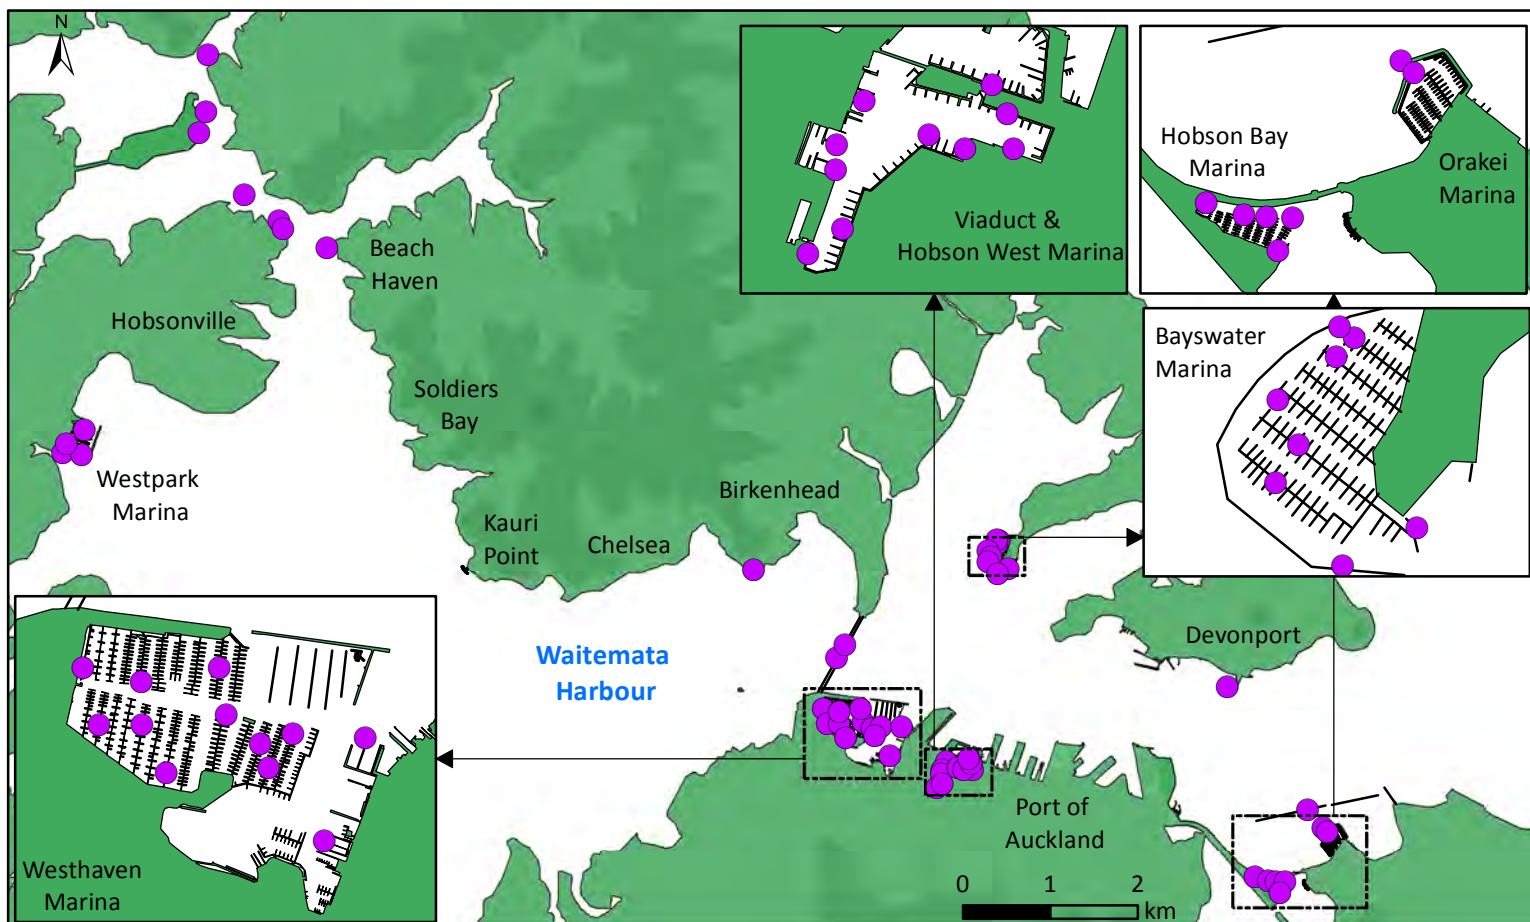 N
Viaduct &
Hobson West Marina
Hobson Bay
Marina
Orakei
Marina
Beach
Haven
Hobsonville
Bayswater
Marina
Soldiers
Bay
Westpark
Marina
Birkenhead
Kauri
Point
Chelsea
Waitemata
Harbour
Devonport
Port of
Auckland
Westhaven
Marina
0 1 2
km